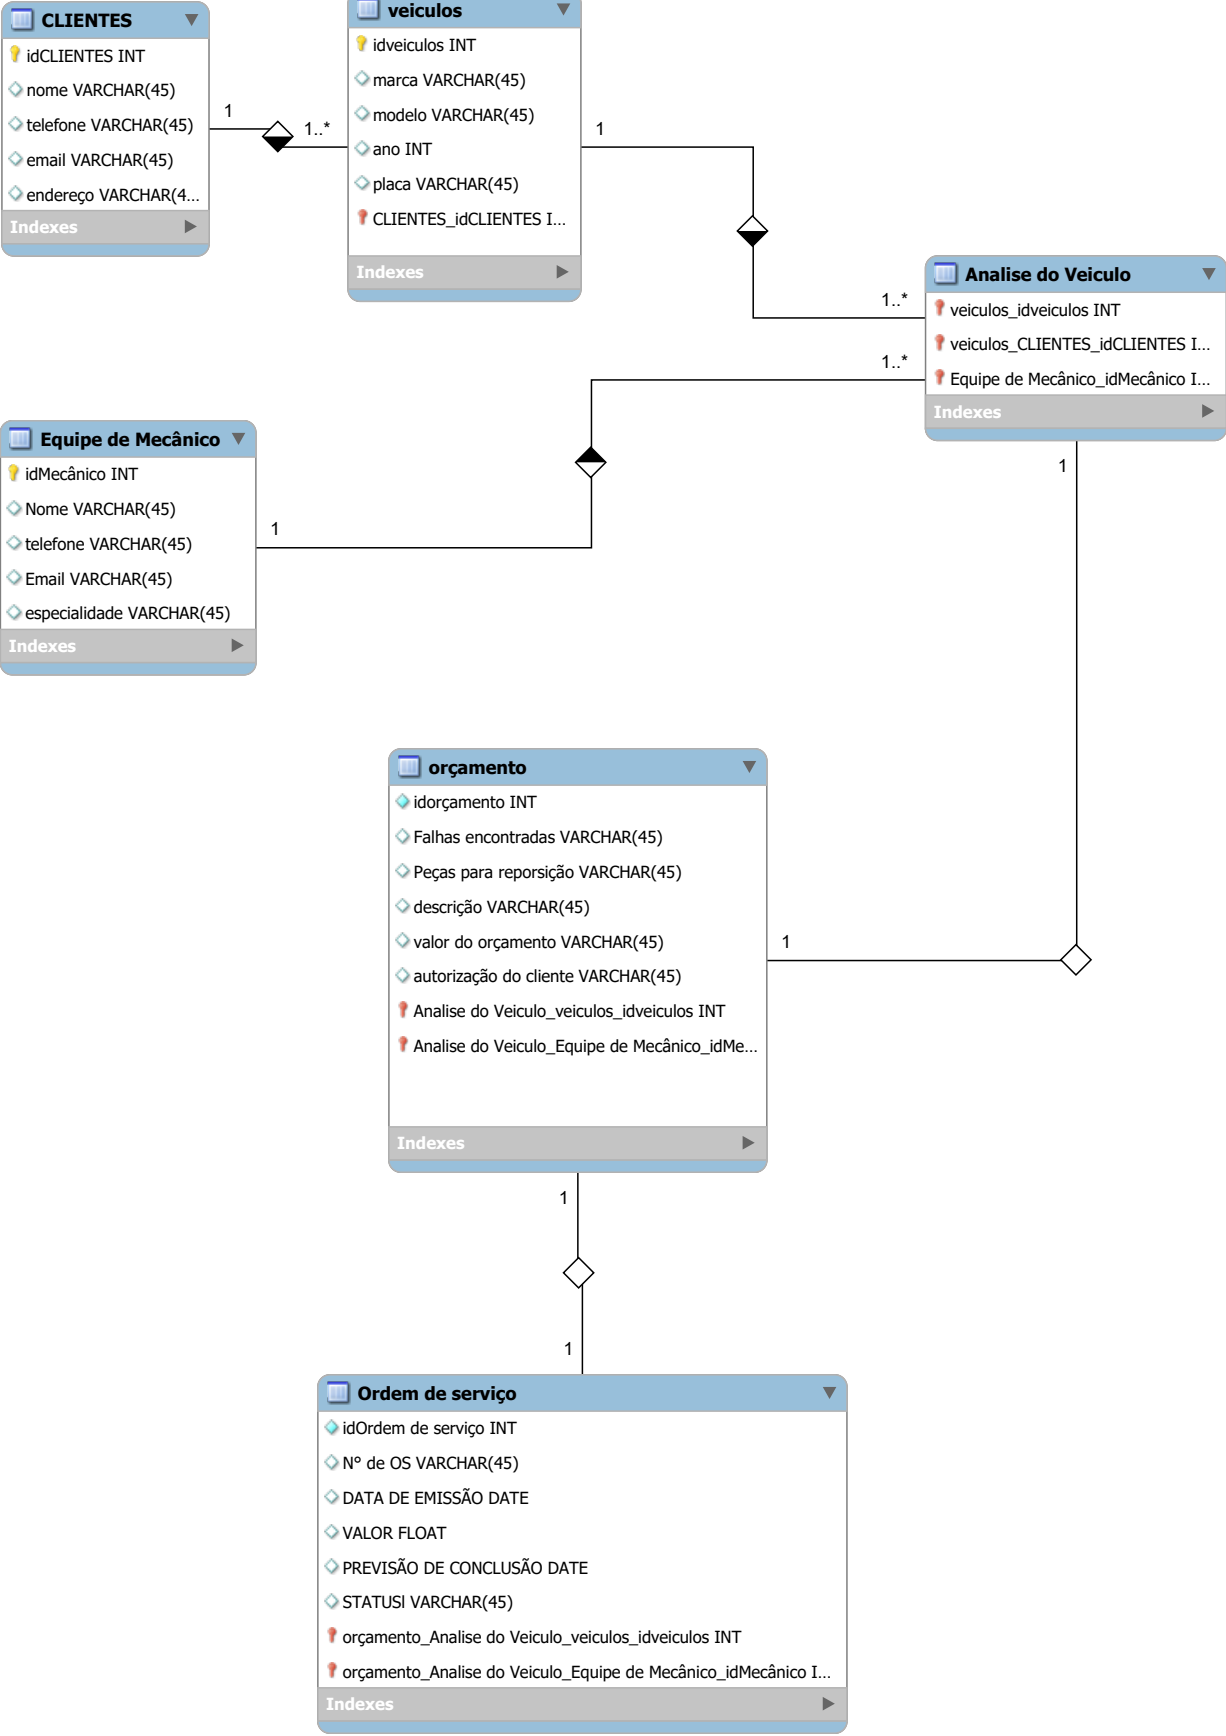 CLIENTES
idCLIENTES INT
nome VARCHAR(45)
telefone VARCHAR(45)
email VARCHAR(45)
endereço VARCHAR(4...
Indexes
1
1..*
veiculos
idveiculos INT
marca VARCHAR(45)
modelo VARCHAR(45)
ano INT
placa VARCHAR(45)
CLIENTES_idCLIENTES I...
Indexes
1
1..*
Analise do Veiculo
veiculos_idveiculos INT
veiculos_CLIENTES_idCLIENTES I...
Equipe de Mecânico_idMecânico I...
Indexes
1..*
1
Equipe de Mecânico
idMecânico INT
Nome VARCHAR(45)
telefone VARCHAR(45)
Email VARCHAR(45)
especialidade VARCHAR(45)
Indexes
1
orçamento
idorçamento INT
Falhas encontradas VARCHAR(45)
Peças para reporsição VARCHAR(45)
descrição VARCHAR(45)
valor do orçamento VARCHAR(45)
autorização do cliente VARCHAR(45)
Analise do Veiculo_veiculos_idveiculos INT
Analise do Veiculo_Equipe de Mecânico_idMe...
Indexes
1
1
1
Ordem de serviço
idOrdem de serviço INT
N° de OS VARCHAR(45)
DATA DE EMISSÃO DATE
VALOR FLOAT
PREVISÃO DE CONCLUSÃO DATE
STATUSl VARCHAR(45)
orçamento_Analise do Veiculo_veiculos_idveiculos INT
orçamento_Analise do Veiculo_Equipe de Mecânico_idMecânico I...
Indexes